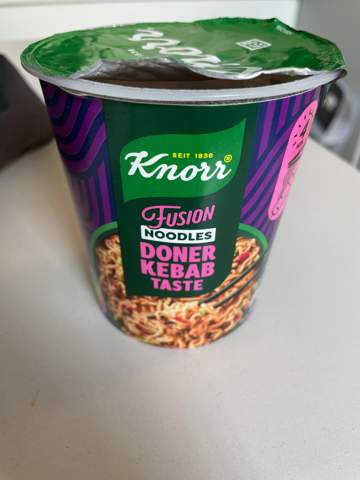 SEIT 1838
Knorr®
FUSION
NOODLES
DONER
KEBAB
TASTE